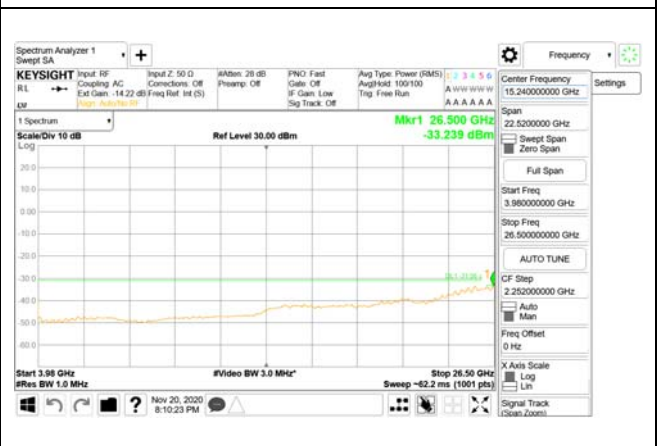 Spectrum Analyzer 1
Swept SA
Frequency
KEYSIGHT
RL
Input: RF
Coupling: AC
Ext Gain: -14.22 dB
Align: Auto/No RF
Input Z: 50 Ω
Corrections: Off
Freq Ref: Int (S)
#Atten: 28 dB
Preamp: Off
PNO: Fast
Gate: Off
IF Gain: Low
Sig Track: Off
Avg Type: Power (RMS)
Avg|Hold: 100/100
Trig: Free Run
1 2 3 4 5 6
A W W W W W
A A A A A A
1 Spectrum
Scale/Div 10 dB
Log
Ref Level 30.00 dBm
Mkr1 26.500 GHz
-33.239 dBm
20.0
10.0
0.00
-10.0
-20.0
-30.0
-40.0
-50.0
-60.0
1
Start 3.98 GHz
#Res BW 1.0 MHz
#Video BW 3.0 MHz*
Stop 26.50 GHz
Sweep ~62.2 ms (1001 pts)
Nov 20, 2020
8:10:23 PM
Center Frequency
15.240000000 GHz
Settings
Span
22.5200000 GHz
Swept Span
Zero Span
Full Span
Start Freq
3.980000000 GHz
Stop Freq
26.500000000 GHz
AUTO TUNE
CF Step
2.252000000 GHz
Auto
Man
Freq Offset
0 Hz
X Axis Scale
Log
Lin
Signal Track
(Span Zoom)